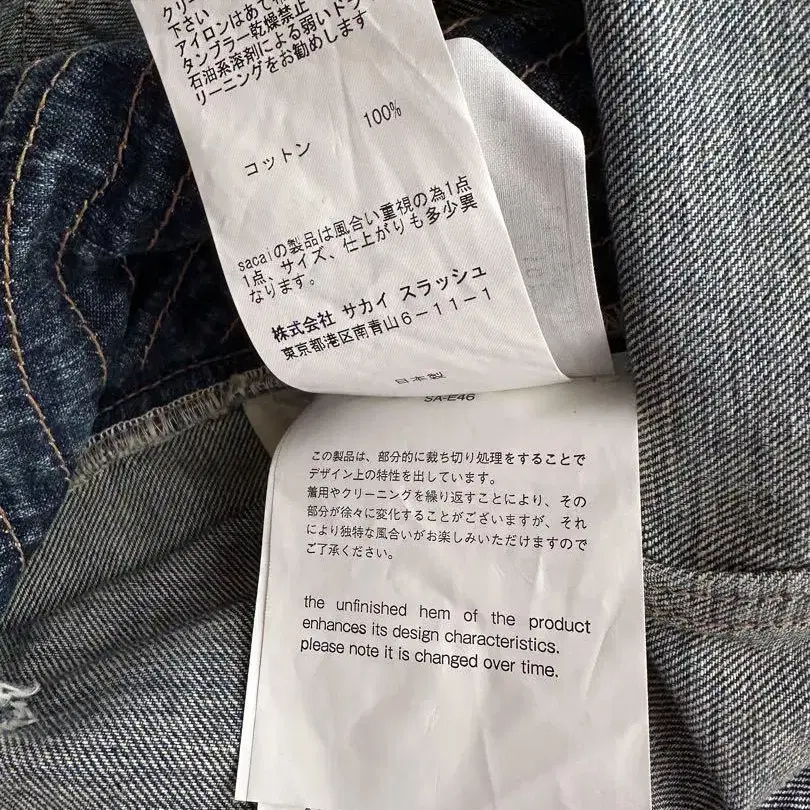 下さい
アイロンはあて
タンブラー乾燥禁止
石油系溶剤による弱いド
リーニングをお勧めします
コットン 100%
sacaiの製品は風合い重視の為1点
1点、サイズ、仕上がりも多少異
なります。
株式会社 サカイ スラッシュ
東京都港区南青山6-11-1
日本製
SA-E46
この製品は、部分的に裁ち切り処理をすることで
デザイン上の特性を出しています。
着用やクリーニングを繰り返すことにより、その
部分が徐々に変化することがございますが、それ
により独特な風合いがお楽しみいただけますので
ご了承ください。
the unfinished hem of the product
enhances its design characteristics.
please note it is changed over time.